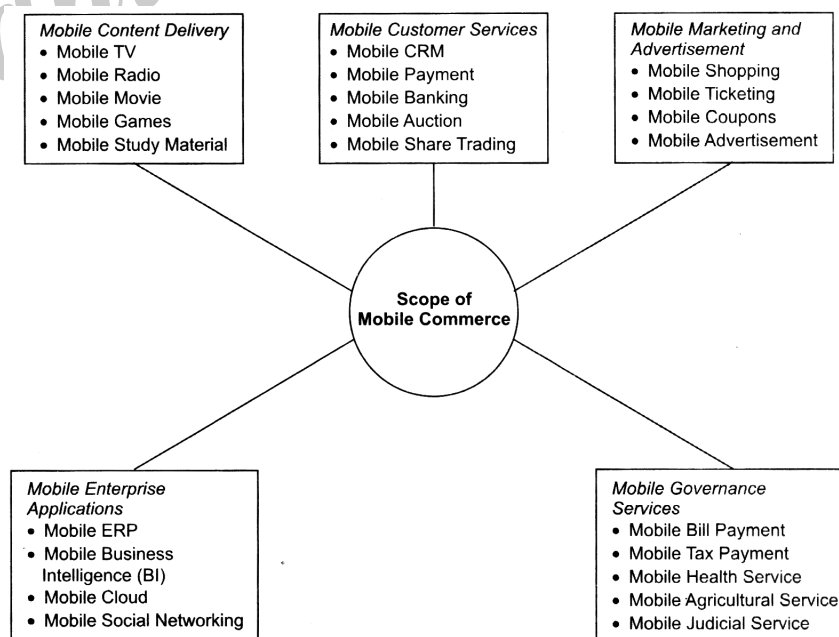 Mobile Content Delivery
• Mobile TV
• Mobile Radio
• Mobile Movie
• Mobile Games
• Mobile Study Material
Mobile Customer Services
• Mobile CRM
• Mobile Payment
• Mobile Banking
• Mobile Auction
• Mobile Share Trading
Mobile Marketing and
Advertisement
• Mobile Shopping
• Mobile Ticketing
• Mobile Coupons
• Mobile Advertisement
Scope of
Mobile Commerce
Mobile Enterprise
Applications
• Mobile ERP
• Mobile Business
Intelligence (BI)
• Mobile Cloud
• Mobile Social Networking
Mobile Governance
Services
• Mobile Bill Payment
• Mobile Tax Payment
• Mobile Health Service
• Mobile Agricultural Service
• Mobile Judicial Service